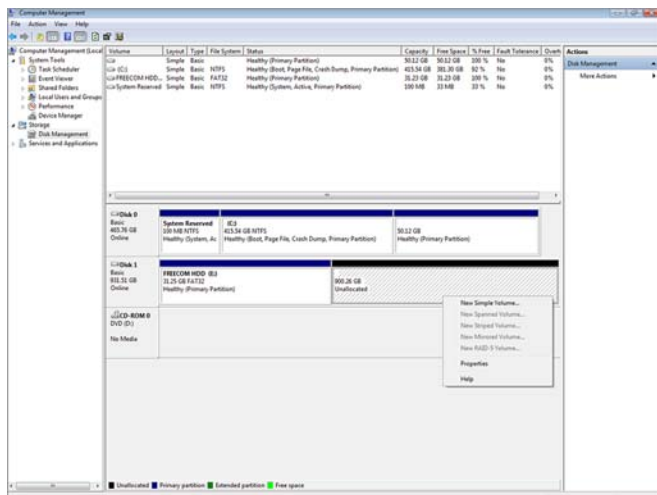 Computer Management
File Action View Help
Computer Management (Local
System Tools
Task Scheduler
Event Viewer
Shared Folders
Local Users and Groups
Performance
Device Manager
Storage
Disk Management
Services and Applications
Volume Layout Type File System Status Capacity Free Space % Free Fault Tolerance Overh
Simple Basic Healthy (Primary Partition) 50.12 GB 50.12 GB 100 % No 0%
(C:) Simple Basic NTFS Healthy (Boot, Page File, Crash Dump, Primary Partition) 415.54 GB 381.30 GB 92 % No 0%
FREECOM HDD... Simple Basic FAT32 Healthy (Primary Partition) 31.23 GB 31.23 GB 100 % No 0%
System Reserved Simple Basic NTFS Healthy (System, Active, Primary Partition) 100 MB 33 MB 33 % No 0%
Actions
Disk Management
More Actions
Disk 0
Basic
465.76 GB
Online
System Reserved
100 MB NTFS
Healthy (System, Ac
(C:)
415.54 GB NTFS
Healthy (Boot, Page File, Crash Dump, Primary Partition)
50.12 GB
Healthy (Primary Partition)
Disk 1
Basic
931.51 GB
Online
FREECOM HDD (E:)
31.25 GB FAT32
Healthy (Primary Partition)
900.26 GB
Unallocated
CD-ROM 0
DVD (D:)
No Media
New Simple Volume...
New Spanned Volume...
New Striped Volume...
New Mirrored Volume...
New RAID-5 Volume...
Properties
Help
Unallocated Primary partition Extended partition Free space